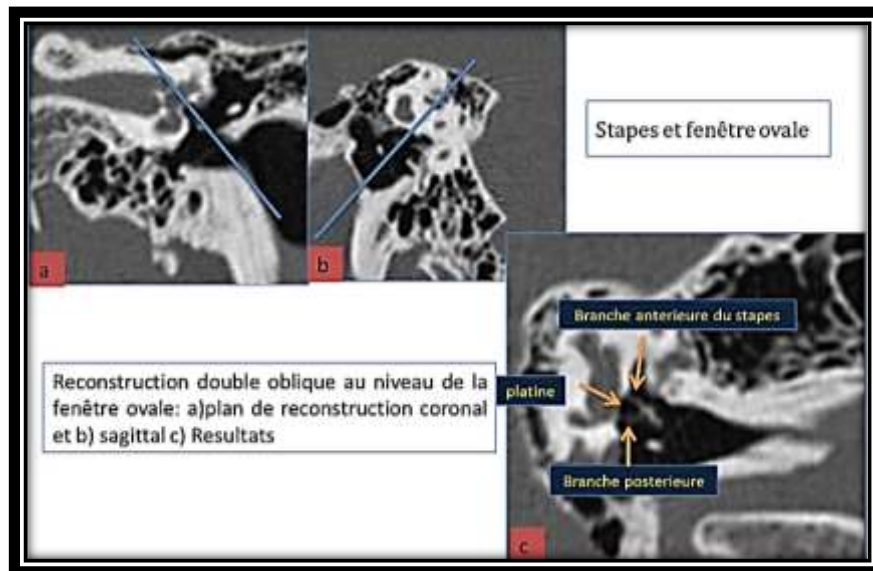 Stapes et fenêtre ovale
a
b
Reconstruction double oblique au niveau de la
fenêtre ovale: a)plan de reconstruction coronal
et b) sagittal c) Resultats
Branche anterieure du stapes
platine
Branche posterieure
c